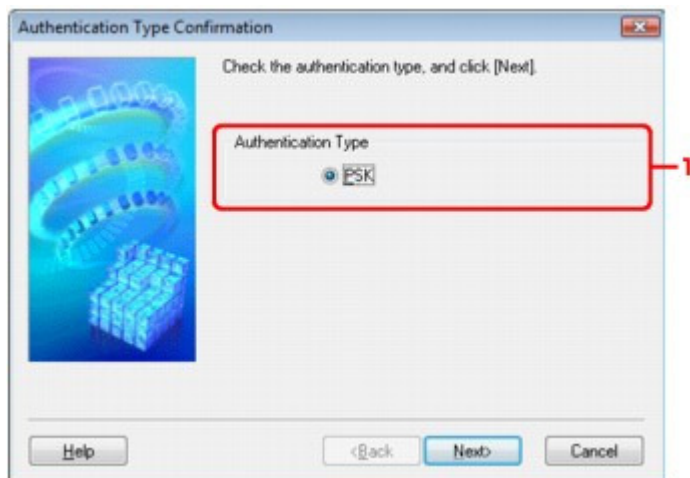 Authentication Type Confirmation
Check the authentication type, and click [Next].
Authentication Type
PSK
1
Help
<Back
Next>
Cancel